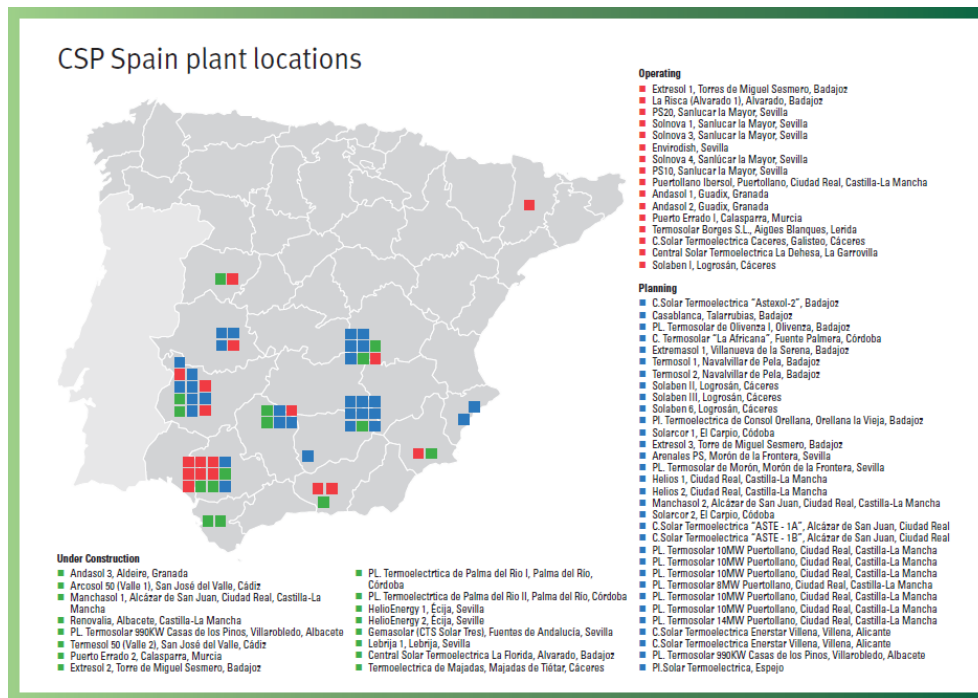 CSP Spain plant locations
Operating
Extresol 1, Torres de Miguel Sesmero, Badajoz
La Risca (Alvarado 1), Alvarado, Badajoz
PS20, Sanlucar la Mayor, Sevilla
Solnova 1, Sanlucar la Mayor, Sevilla
Solnova 3, Sanlucar la Mayor, Sevilla
Envirodish, Sevilla
Solnova 4, Sanlúcar la Mayor, Sevilla
PS10, Sanlucar la Mayor, Sevilla
Puertollano Ibersol, Puertollano, Ciudad Real, Castilla-La Mancha
Andasol 1, Guadix, Granada
Andasol 2, Guadix, Granada
Puerto Errado I, Calasparra, Murcia
Termosolar Borges S.L., Aigües Blanques, Lerida
C.Solar Termoelectrica Caceres, Galisteo, Cáceres
Central Solar Termoelectrica La Dehesa, La Garrovilla
Solaben I, Logrosán, Cáceres
Planning
C.Solar Termoelectrica "Astexol-2", Badajoz
Casablanca, Talarrubias, Badajoz
PL. Termosolar de Olivenza I, Olivenza, Badajoz
C. Termosolar "La Africana", Fuente Palmera, Córdoba
Extremasol 1, Villanueva de la Serena, Badajoz
Termosol 1, Navalvillar de Pela, Badajoz
Termosol 2, Navalvillar de Pela, Badajoz
Solaben II, Logrosán, Cáceres
Solaben III, Logrosán, Cáceres
Solaben 6, Logrosán, Cáceres
Pl. Termoelectrica de Consol Orellana, Orellana la Vieja, Badajoz
Solarcor 1, El Carpio, Códoba
Extresol 3, Torre de Miguel Sesmero, Badajoz
Arenales PS, Morón de la Frontera, Sevilla
PL. Termosolar de Morón, Morón de la Frontera, Sevilla
Helios 1, Ciudad Real, Castilla-La Mancha
Helios 2, Ciudad Real, Castilla-La Mancha
Manchasol 2, Alcázar de San Juan, Ciudad Real, Castilla-La Mancha
Solarcor 2, El Carpio, Códoba
C.Solar Termoelectrica "ASTE - 1A", Alcázar de San Juan, Ciudad Real
C.Solar Termoelectrica "ASTE - 1B", Alcázar de San Juan, Ciudad Real
PL. Termosolar 10MW Puertollano, Ciudad Real, Castilla-La Mancha
PL. Termosolar 10MW Puertollano, Ciudad Real, Castilla-La Mancha
PL. Termosolar 10MW Puertollano, Ciudad Real, Castilla-La Mancha
PL. Termosolar 8MW Puertollano, Ciudad Real, Castilla-La Mancha
PL. Termosolar 10MW Puertollano, Ciudad Real, Castilla-La Mancha
PL. Termosolar 10MW Puertollano, Ciudad Real, Castilla-La Mancha
PL. Termosolar 14MW Puertollano, Ciudad Real, Castilla-La Mancha
C.Solar Termoelectrica Enerstar Villena, Villena, Alicante
C.Solar Termoelectrica Enerstar Villena, Villena, Alicante
PL. Termosolar 990KW Casas de los Pinos, Villarobledo, Albacete
Pl.Solar Termoelectrica, Espejo
Under Construction
Andasol 3, Aldeire, Granada
Arcosol 50 (Valle 1), San José del Valle, Cádiz
Manchasol 1, Alcázar de San Juan, Ciudad Real, Castilla-La
Mancha
Renovalia, Albacete, Castilla-La Mancha
PL. Termosolar 990KW Casas de los Pinos, Villarobledo, Albacete
Termesol 50 (Valle 2), San José del Valle, Cádiz
Puerto Errado 2, Calasparra, Murcia
Extresol 2, Torre de Miguel Sesmero, Badajoz
PL. Termoelectrtica de Palma del Rio I, Palma del Río,
Córdoba
PL. Termoelectrica de Palma del Rio II, Palma del Río, Córdoba
HelioEnergy 1, Écija, Sevilla
HelioEnergy 2, Écija, Seville
Gemasolar (CTS Solar Tres), Fuentes de Andalucía, Sevilla
Lebrija 1, Lebrija, Sevilla
Central Solar Termoelectrica La Florida, Alvarado, Badajoz
Termoelectrica de Majadas, Majadas de Tiétar, Cáceres